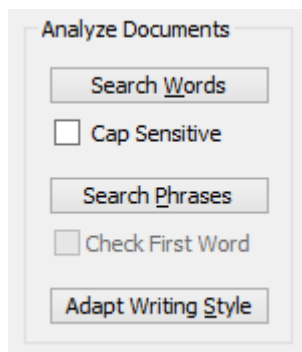 Analyze Documents
Search Words
Cap Sensitive
Search Phrases
Check First Word
Adapt Writing Style